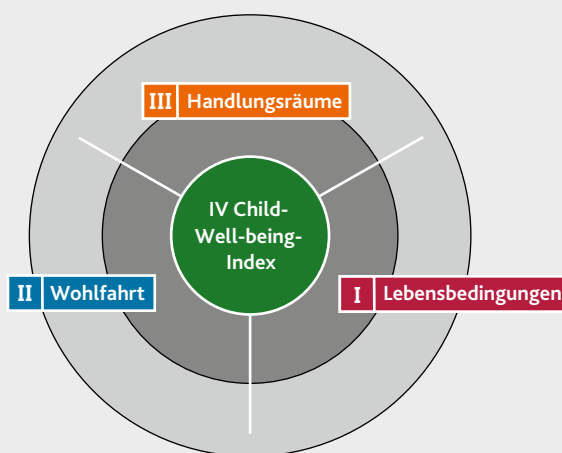 III Handlungsräume
IV Child-
Well-being-
Index
II Wohlfahrt
I Lebensbedingungen